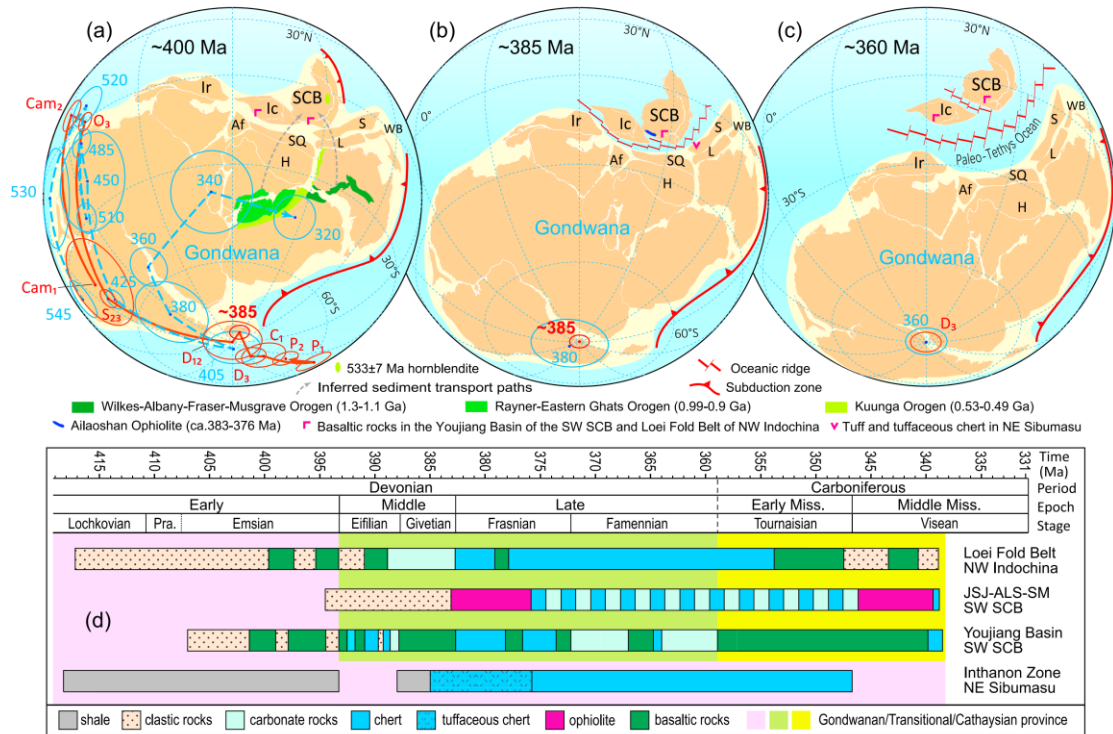 (a)
~400 Ma
30°N
520
Cam₂
O₃
485
450
530
510
340
320
360
425
Cam₁
S₂₃
545
380
~385
D₁₂
405
D₃
C₁
P₂
P₁
Ir
Ic
SCB
Af
SQ
H
L
S
WB
Gondwana
30°S
60°S
(b)
~385 Ma
30°N
0°
Ir
Ic
SCB
Af
SQ
H
L
S
WB
Gondwana
~385
380
60°S
(c)
~360 Ma
30°N
0°
30°S
SCB
Ic
Paleo-Tethys Ocean
Ir
Af
SQ
H
L
S
WB
Gondwana
360
D₃
533±7 Ma hornblendite
Oceanic ridge
Inferred sediment transport paths
Subduction zone
Wilkes-Albany-Fraser-Musgrave Orogen (1.3-1.1 Ga)
Rayner-Eastern Ghats Orogen (0.99-0.9 Ga)
Kuunga Orogen (0.53-0.49 Ga)
Ailaoshan Ophiolite (ca.383-376 Ma)
Basaltic rocks in the Youjiang Basin of the SW SCB and Loei Fold Belt of NW Indochina
Tuff and tuffaceous chert in NE Sibumasu
415 405 400 390 385 380 375 370 365 360 350 345 340 331
Time
(Ma)
Devonian Carboniferous Period
Early Middle Late Early Miss. Middle Miss. Epoch
Lochkovian Pra. Emsian Eifilian Givetian Frasnian Famennian Tournaisian Visean Stage
Loei Fold Belt
NW Indochina
JSJ-ALS-SM
SW SCB
(d)
Youjiang Basin
SW SCB
Inthanon Zone
NE Sibumasu
shale clastic rocks carbonate rocks chert tuffaceous chert ophiolite basaltic rocks Gondwanan/Transitional/Cathaysian province